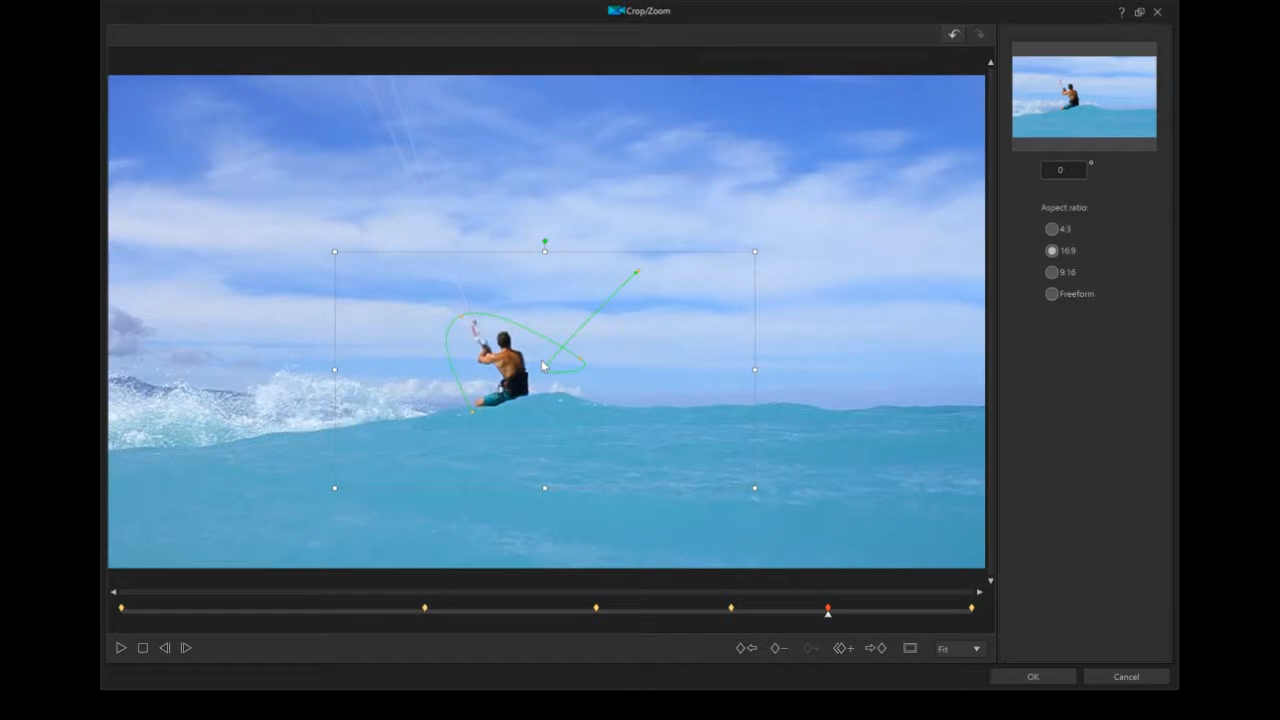 Crop/Zoom
?
0 °
Aspect ratio:
4:3
16:9
9:16
Freeform
Fit
OK
Cancel